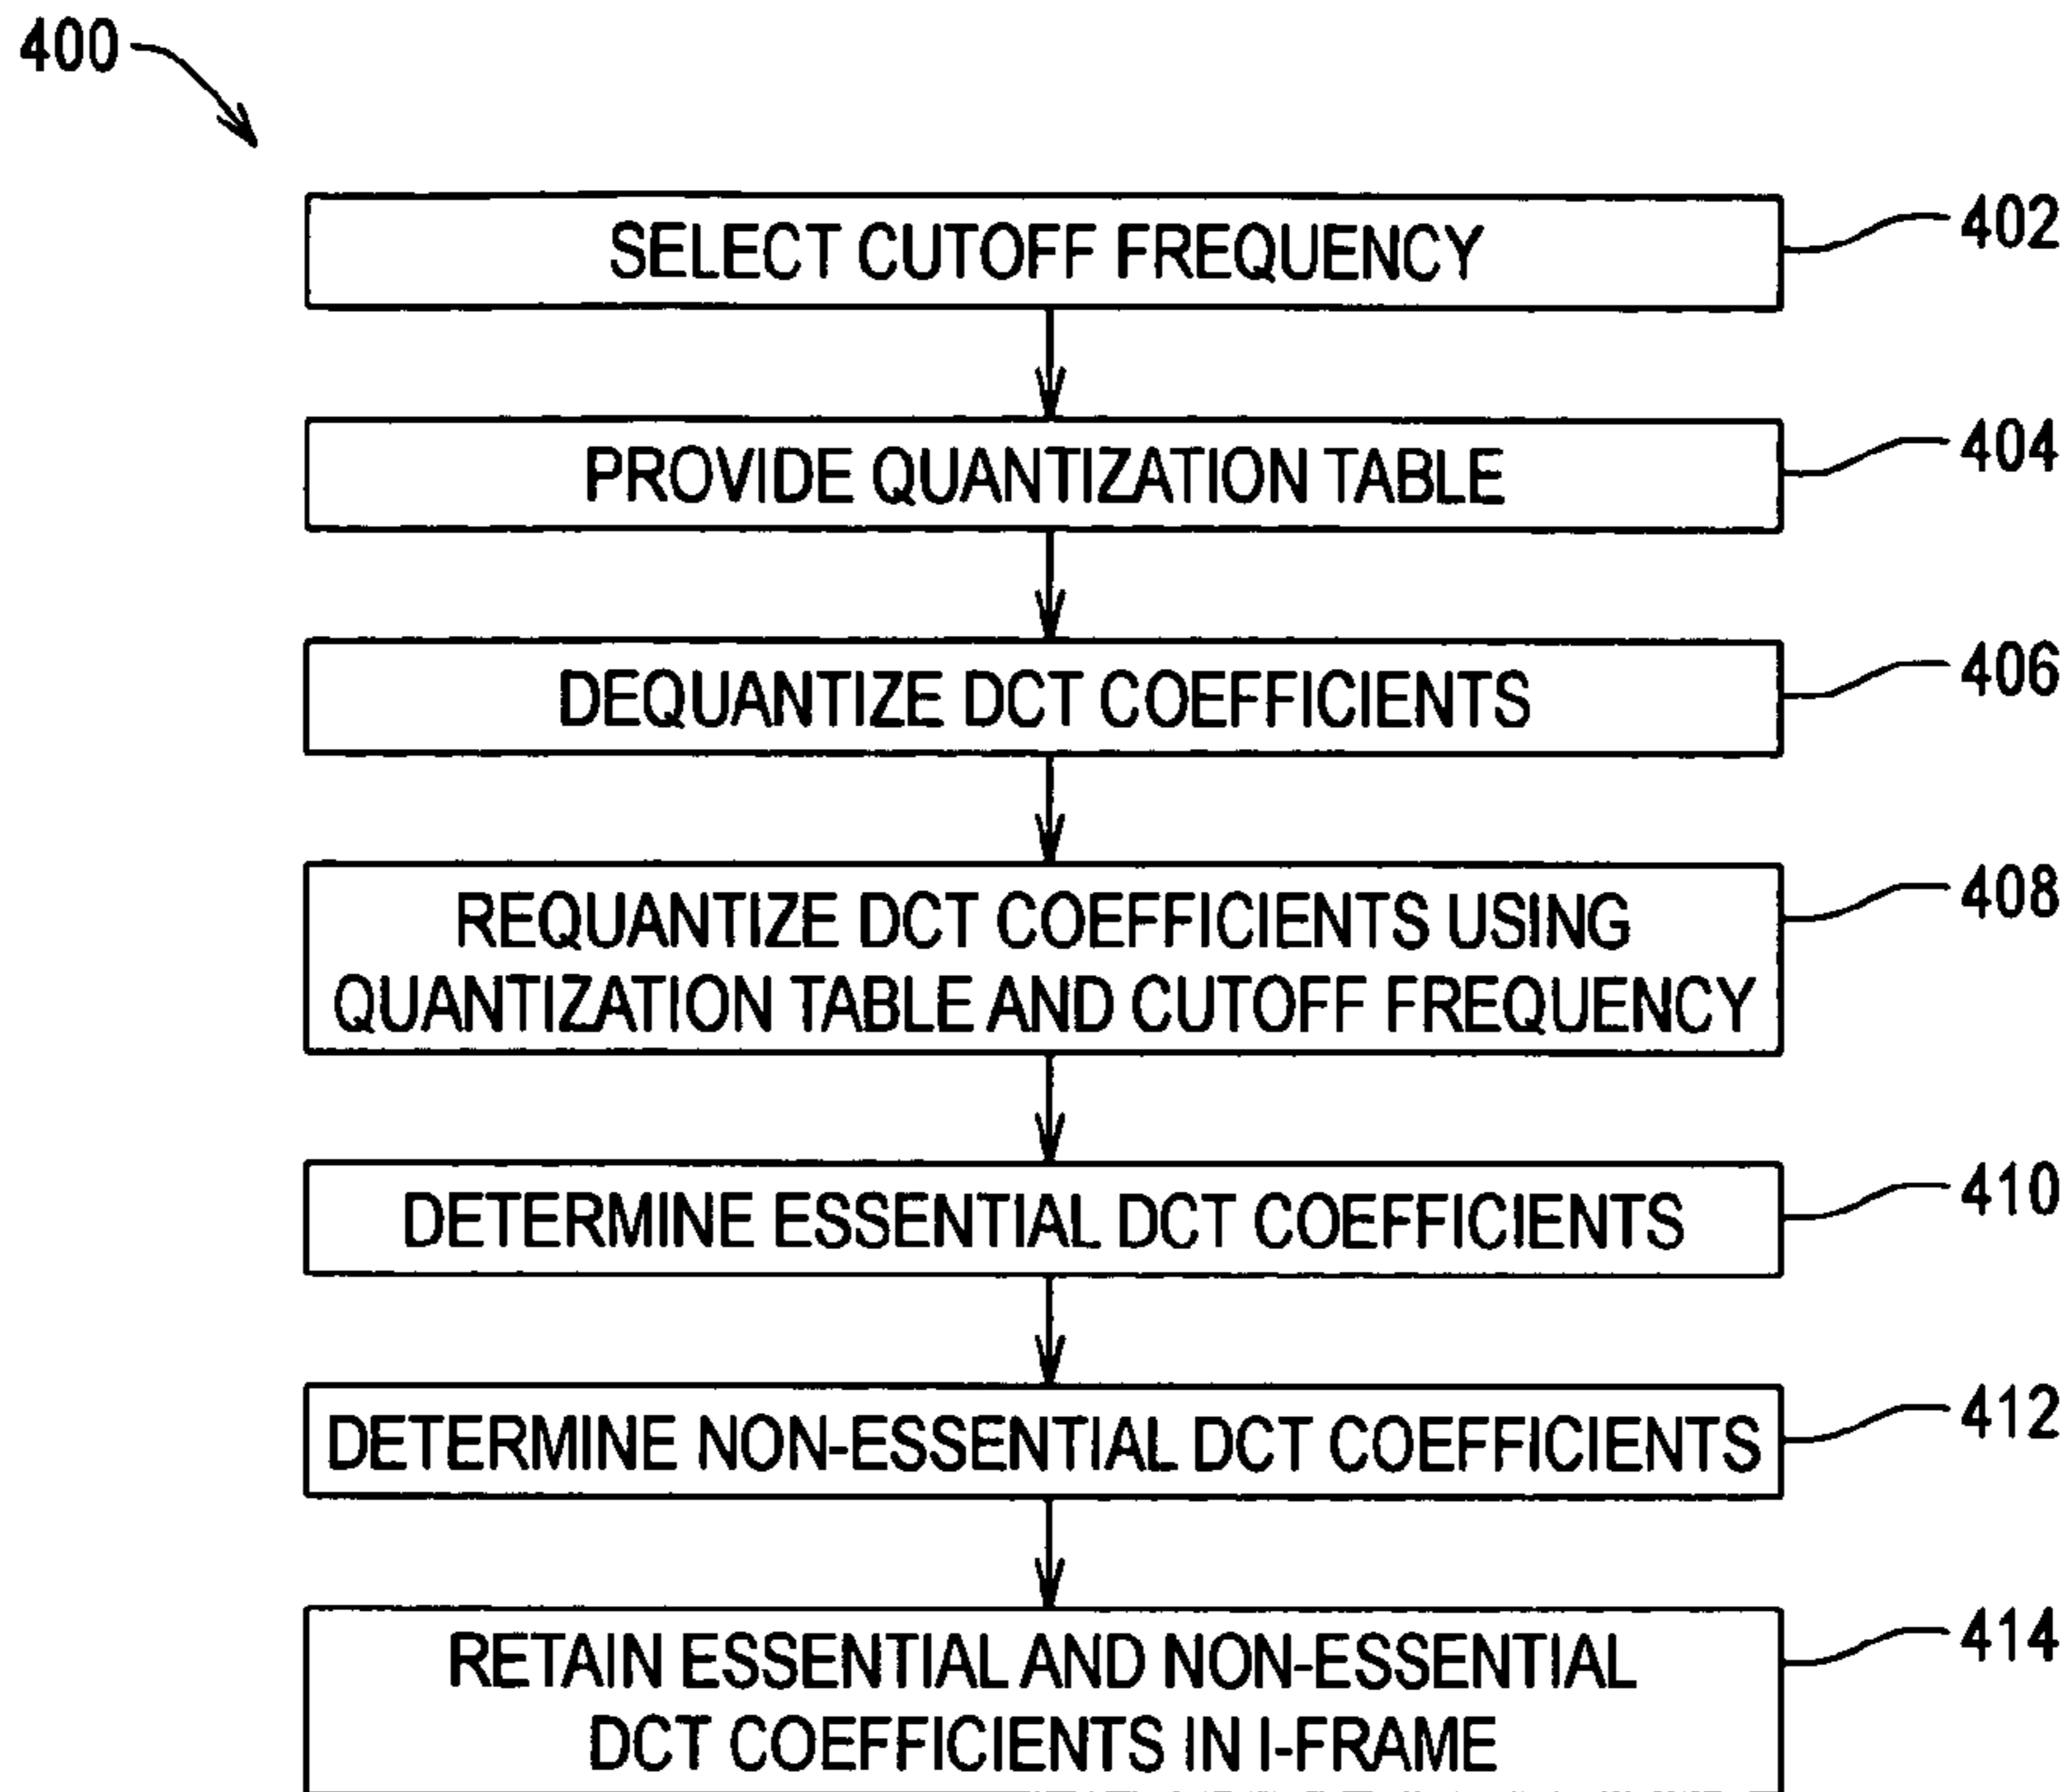 400
SELECT CUTOFF FREQUENCY
402
PROVIDE QUANTIZATION TABLE
404
DEQUANTIZE DCT COEFFICIENTS
406
REQUANTIZE DCT COEFFICIENTS USING
QUANTIZATION TABLE AND CUTOFF FREQUENCY
408
DETERMINE ESSENTIAL DCT COEFFICIENTS
410
DETERMINE NON-ESSENTIAL DCT COEFFICIENTS
412
RETAIN ESSENTIAL AND NON-ESSENTIAL
DCT COEFFICIENTS IN I-FRAME
414